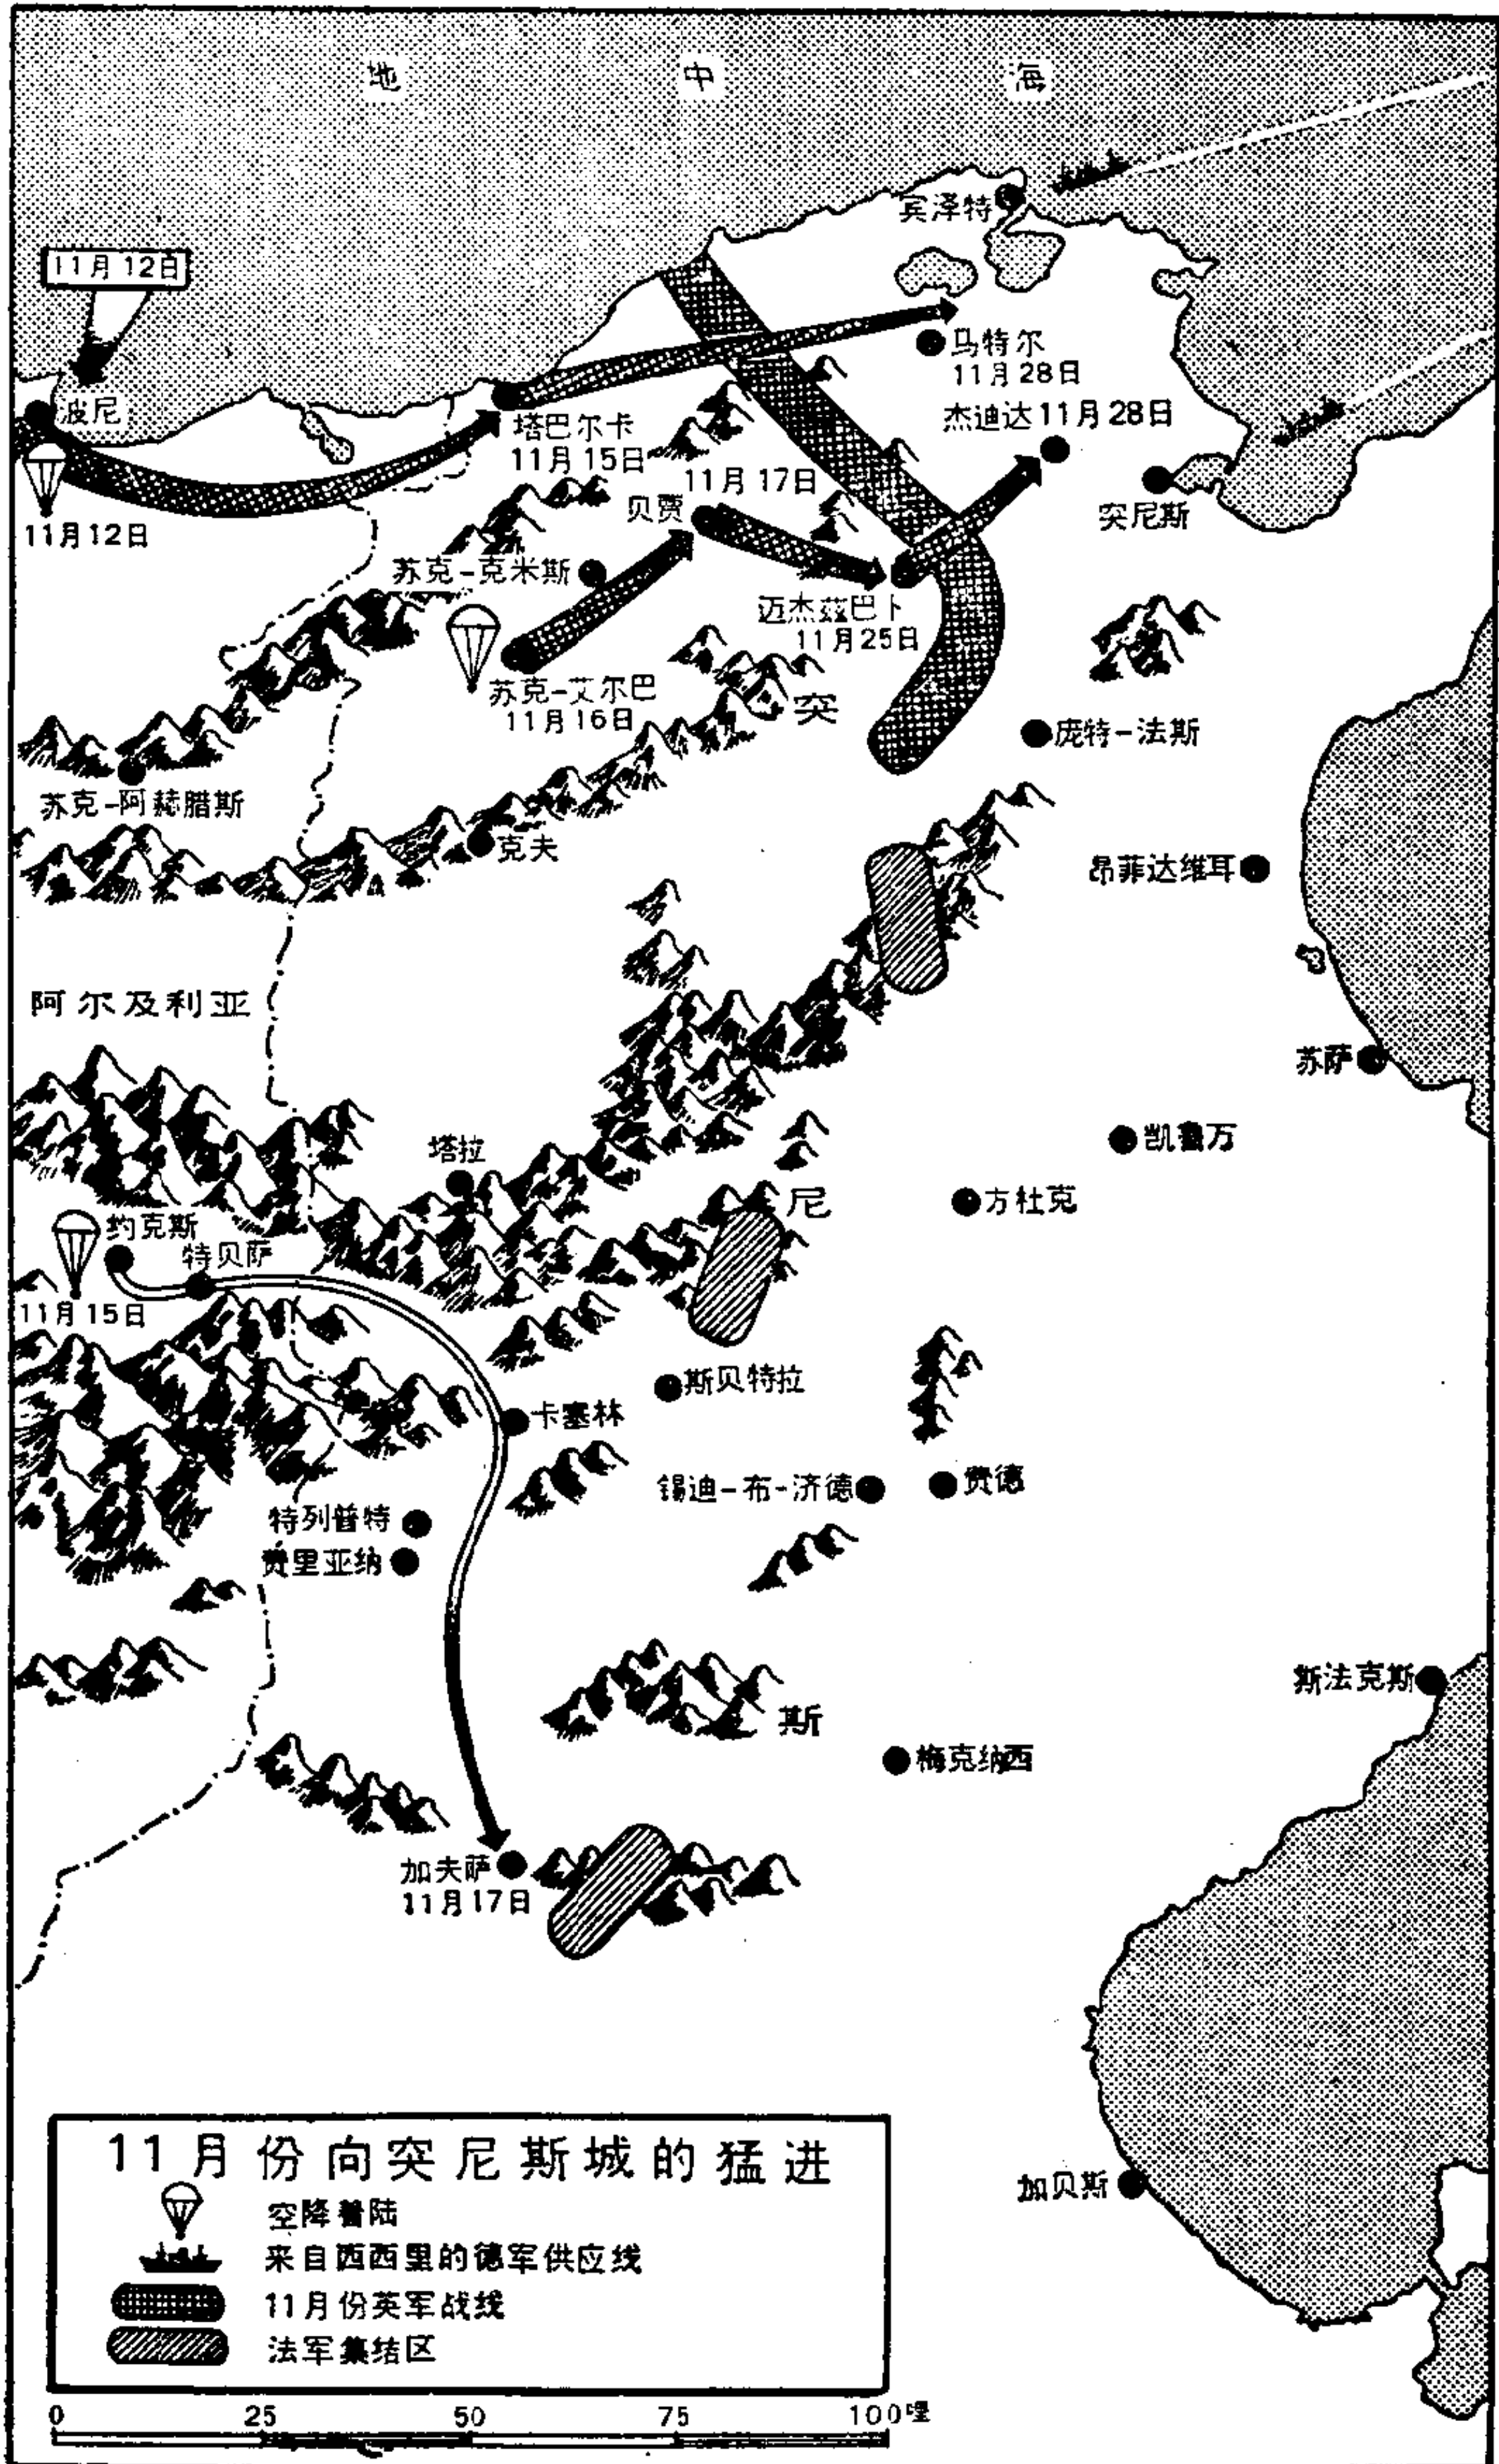 地 中 海
宾泽特
11月12日
马特尔
11月28日
波尼
杰迪达11月28日
塔巴尔卡
11月15日
11月17日
贝贾
突尼斯
11月12日
苏克-克米斯
迈杰兹巴卜
11月25日
苏克-艾尔巴
11月16日
突
庞特-法斯
苏克-阿赫腊斯
克夫
昂菲达维耳
阿尔及利亚
苏萨
凯鲁万
塔拉
尼
方杜克
约克斯
特贝萨
11月15日
斯贝特拉
卡塞林
锡迪-布-济德
费德
特列普特
费里亚纳
斯法克斯
斯
梅克纳西
加夫萨
11月17日
加贝斯
11月份向突尼斯城的猛进
空降着陆
来自西西里的德军供应线
11月份英军战线
法军集结区
0 25 50 75 100哩